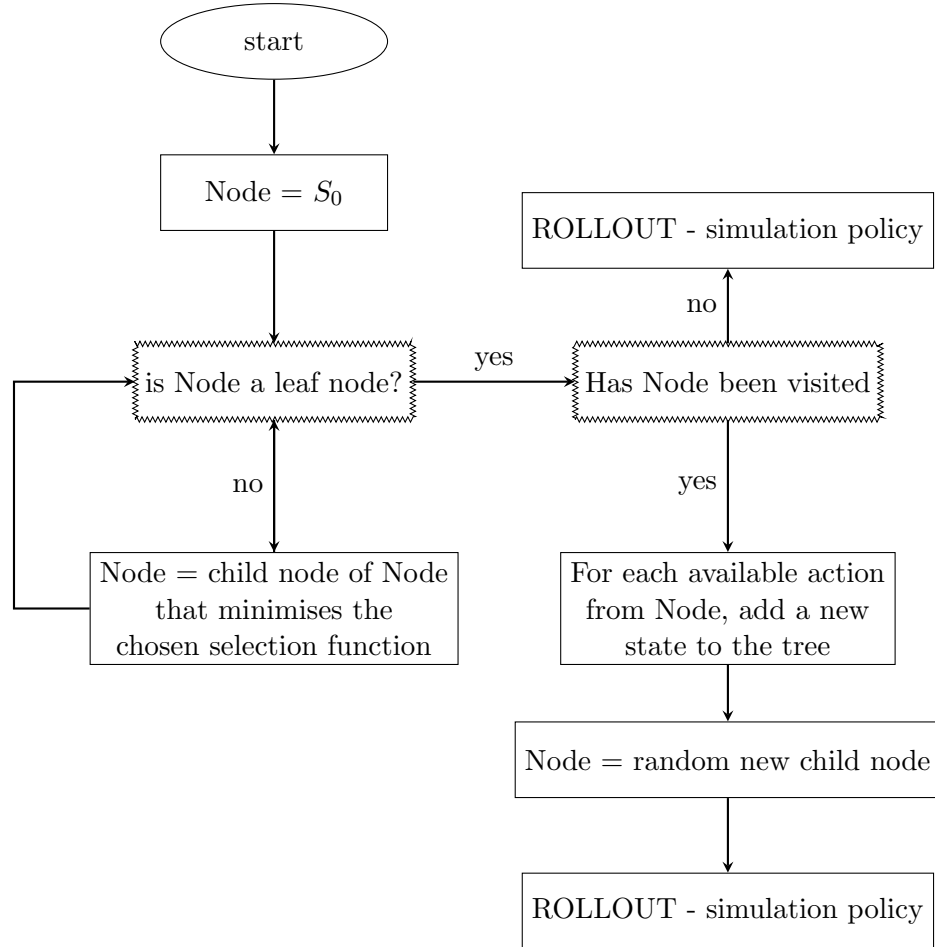 start
Node = S₀
ROLLOUT - simulation policy
no
is Node a leaf node?
yes
Has Node been visited
no
yes
Node = child node of Node
that minimises the
chosen selection function
For each available action
from Node, add a new
state to the tree
Node = random new child node
ROLLOUT - simulation policy